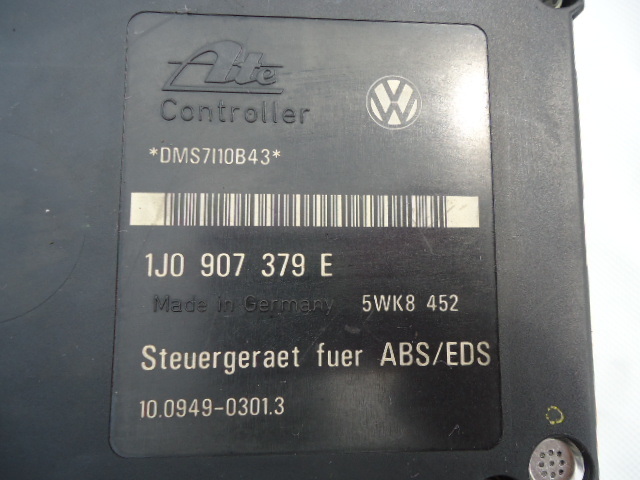 Ate
Controller
*DMS7I10B43*
1J0 907 379 E
Made in Germany 5WK8 452
Steuergeraet fuer ABS/EDS
10.0949-0301.3